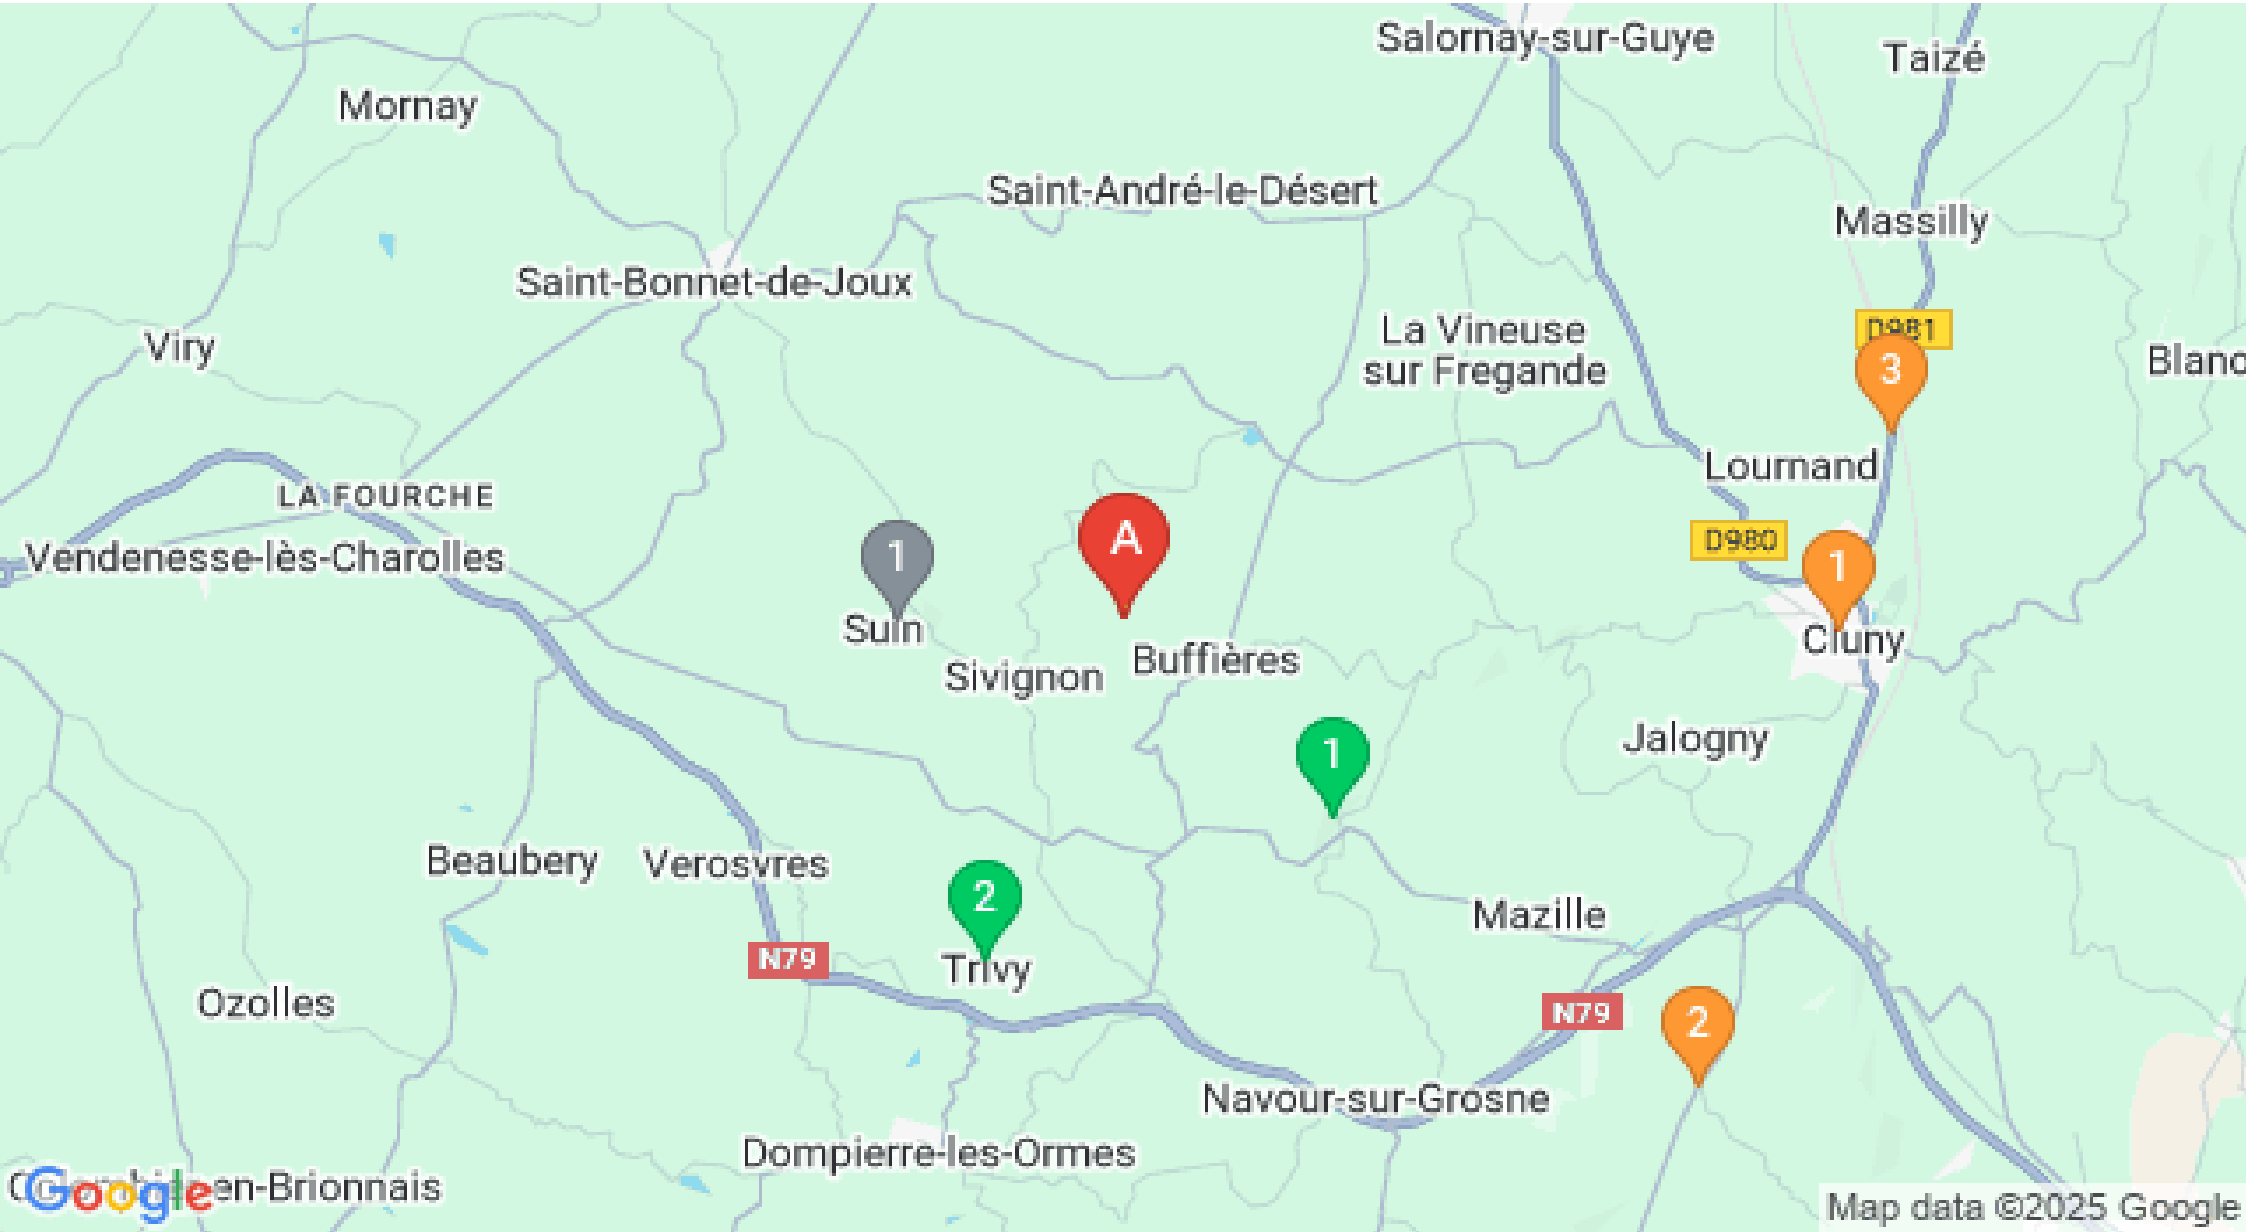 Salornay-sur-Guye
Taizé
Mornay
Saint-André-le-Désert
Massilly
Saint-Bonnet-de-Joux
La Vineuse
sur Fregande
D981
Viry
3
Lournand
LA FOURCHE
Vendenesse-lès-Charolles
1
A
D980
1
Suin
Cluny
Sivignon
Buffières
Jalogny
1
Beaubery
Verosvres
2
Mazille
N79
Trivy
Ozolles
N79
2
Navour-sur-Grosne
Dompierre-les-Ormes
Google
en-Brionnais
Map data ©2025 Google